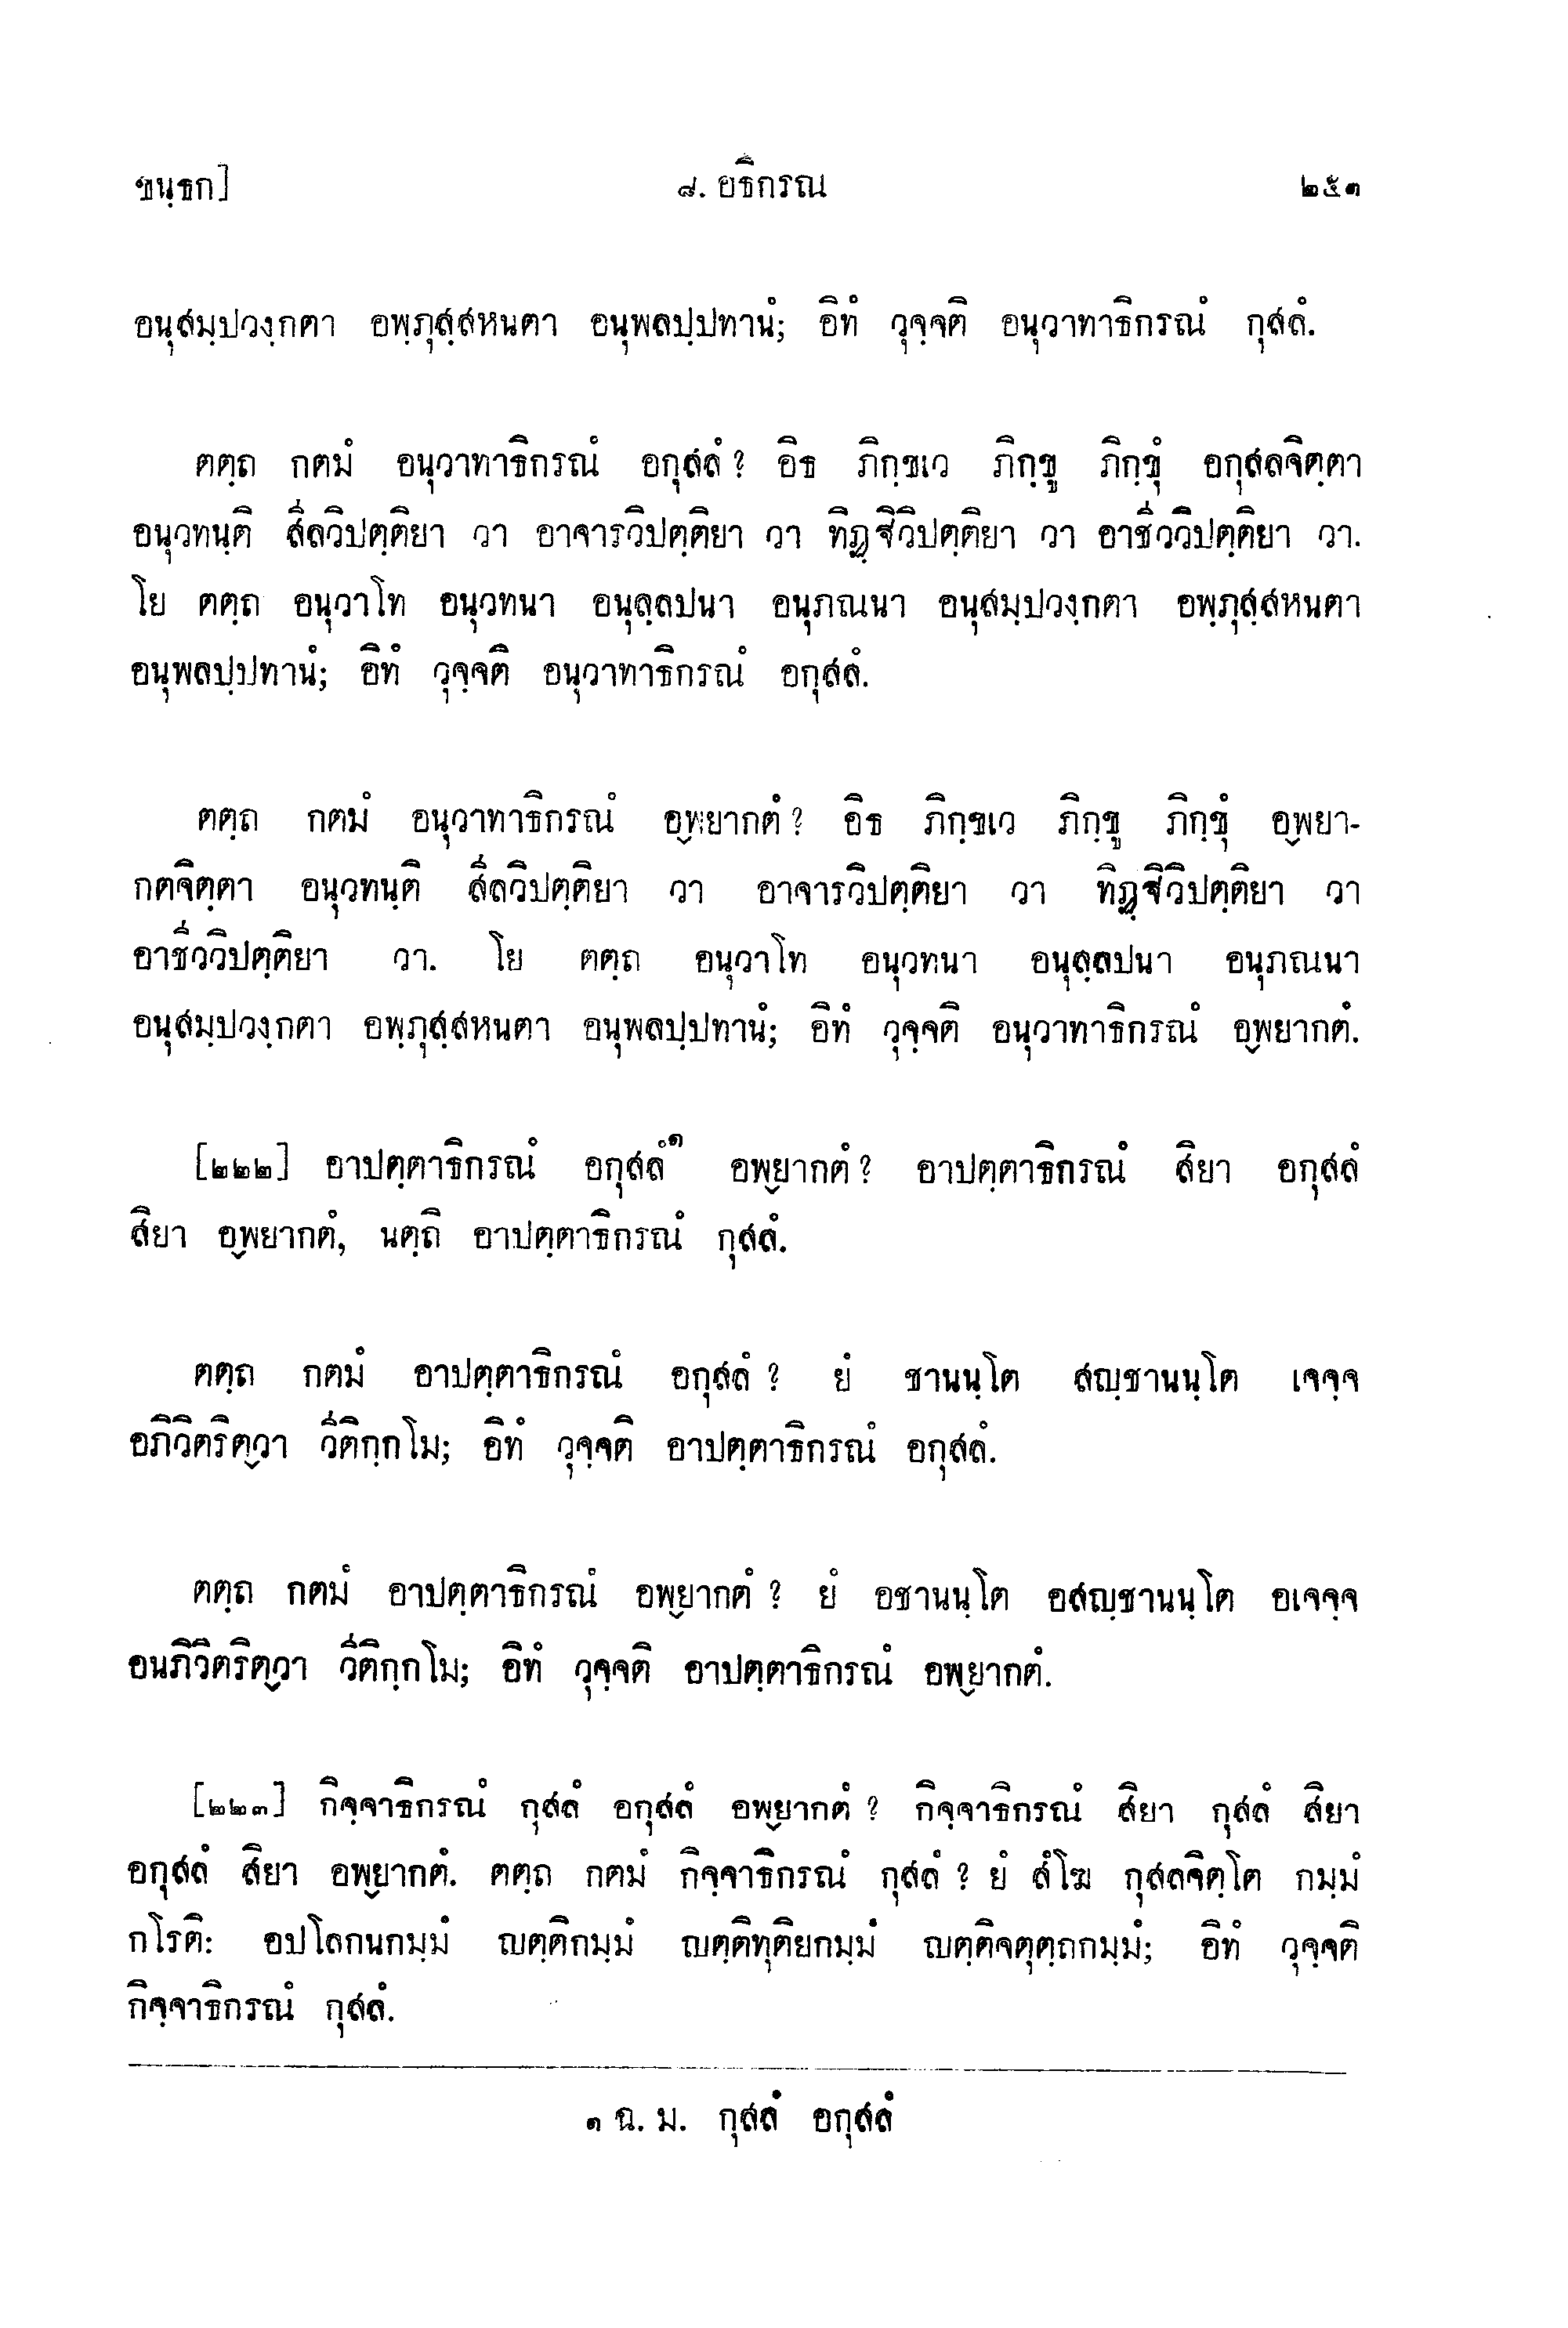 ขนฺธก] ๘. อธิกรณ ๒๕๓
อนุสมฺปวงฺกตา อพฺภุสฺสหนตา อนุพลปฺปทานํ; อิทํ วุจฺจติ อนุวาทาธิกรณํ กุสลํ.
ตตฺถ กตมํ อนุวาทาธิกรณํ อกุสลํ? อิธ ภิกฺขเว ภิกฺขู ภิกฺขุํ อกุสลจิตฺตา
อนุวทนฺติ สีลวิปตฺติยา วา อาจารวิปตฺติยา วา ทิฏฺฐิวิปตฺติยา วา อาชีววิปตฺติยา วา.
โย ตตฺถ อนุวาโท อนุวทนา อนุลฺลปนา อนุภณนา อนุสมฺปวงฺกตา อพฺภุสฺสหนตา
อนุพลปฺปทานํ; อิทํ วุจฺจติ อนุวาทาธิกรณํ อกุสลํ.
ตตฺถ กตมํ อนุวาทาธิกรณํ อพฺยากตํ? อิธ ภิกฺขเว ภิกฺขู ภิกฺขุํ อพฺยา-
กตจิตฺตา อนุวทนฺติ สีลวิปตฺติยา วา อาจารวิปตฺติยา วา ทิฏฺฐิวิปตฺติยา วา
อาชีววิปตฺติยา วา. โย ตตฺถ อนุวาโท อนุวทนา อนุลฺลปนา อนุภณนา
อนุสมฺปวงฺกตา อพฺภุสฺสหนตา อนุพลปฺปทานํ; อิทํ วุจฺจติ อนุวาทาธิกรณํ อพฺยากตํ.
[๒๒๒] อาปตฺตาธิกรณํ อกุสลํ๑ อพฺยากตํ? อาปตฺตาธิกรณํ สิยา อกุสลํ
สิยา อพฺยากตํ, นตฺถิ อาปตฺตาธิกรณํ กุสลํ.
ตตฺถ กตมํ อาปตฺตาธิกรณํ อกุสลํ? ยํ ชานนฺโต สญฺชานนฺโต เจจฺจ
อภิวิตริตฺวา วีติกฺกโม; อิทํ วุจฺจติ อาปตฺตาธิกรณํ อกุสลํ.
ตตฺถ กตมํ อาปตฺตาธิกรณํ อพฺยากตํ? ยํ อชานนฺโต อสญฺชานนฺโต อเจจฺจ
อนภิวิตริตฺวา วีติกฺกโม; อิทํ วุจฺจติ อาปตฺตาธิกรณํ อพฺยากตํ.
[๒๒๓] กิจฺจาธิกรณํ กุสลํ อกุสลํ อพฺยากตํ? กิจฺจาธิกรณํ สิยา กุสลํ สิยา
อกุสลํ สิยา อพฺยากตํ. ตตฺถ กตมํ กิจฺจาธิกรณํ กุสลํ? ยํ สํโฆ กุสลจิตฺโต กมฺมํ
กโรติ: อปโลกนกมฺมํ ญตฺติกมฺมํ ญตฺติทุติยกมฺมํ ญตฺติจตุตฺถกมฺมํ; อิทํ วุจฺจติ
กิจฺจาธิกรณํ กุสลํ.
๑ ฉ. ม. กุสลํ อกุสลํ